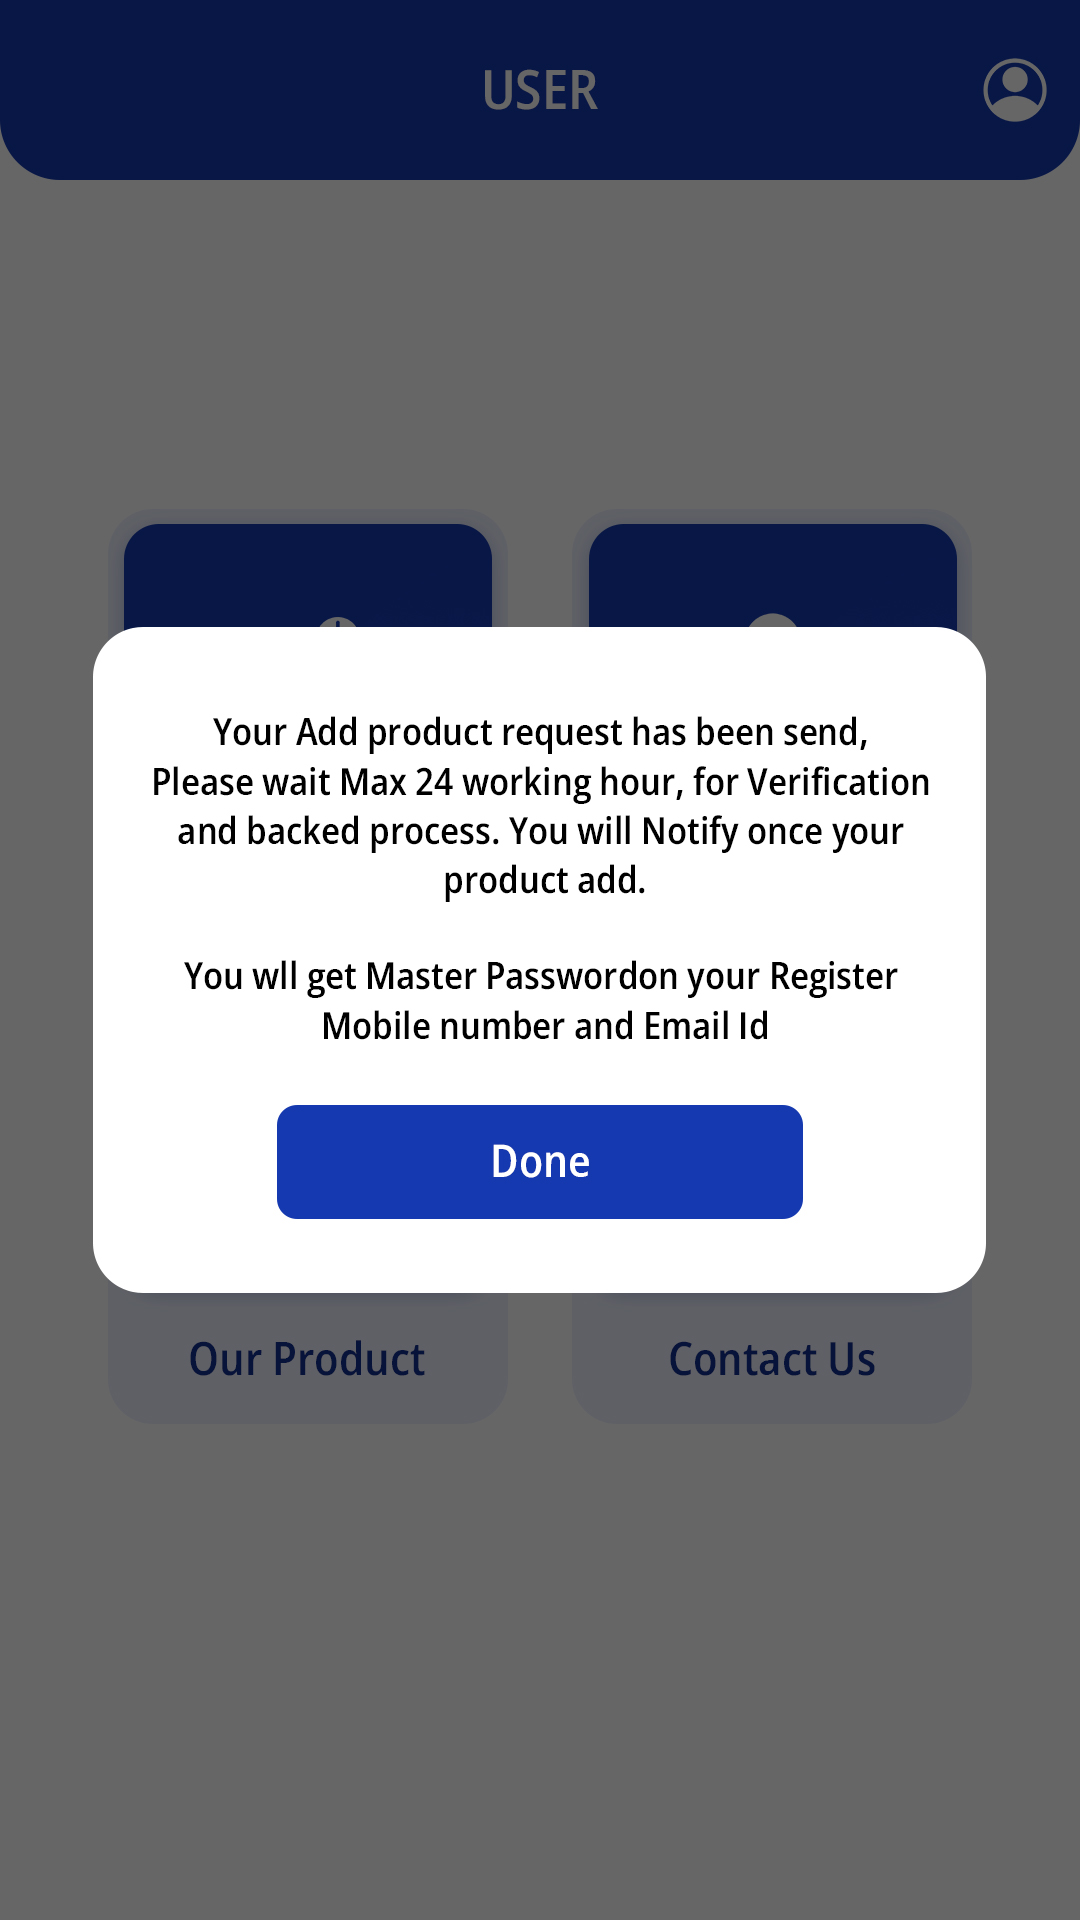 USER
Your Add product request has been send,
Please wait Max 24 working hour, for Verification
and backed process. You will Notify once your
product add.
You wll get Master Passwordon your Register
Mobile number and Email Id
Done
Our Product
Contact Us